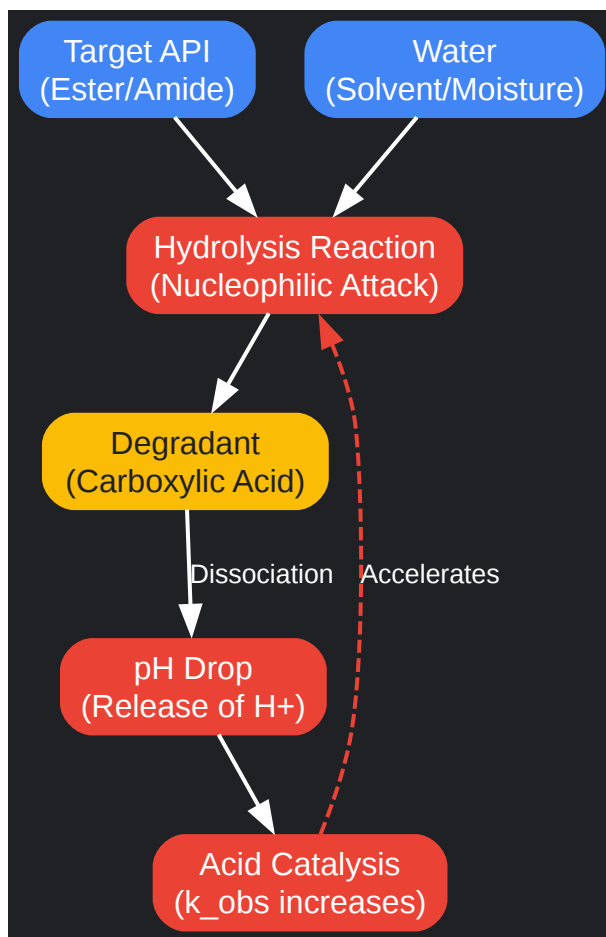 Target API
(Ester/Amide)
Water
(Solvent/Moisture)
Hydrolysis Reaction
(Nucleophilic Attack)
Degradant
(Carboxylic Acid)
Dissociation
Accelerates
pH Drop
(Release of H+)
Acid Catalysis
(k_obs increases)